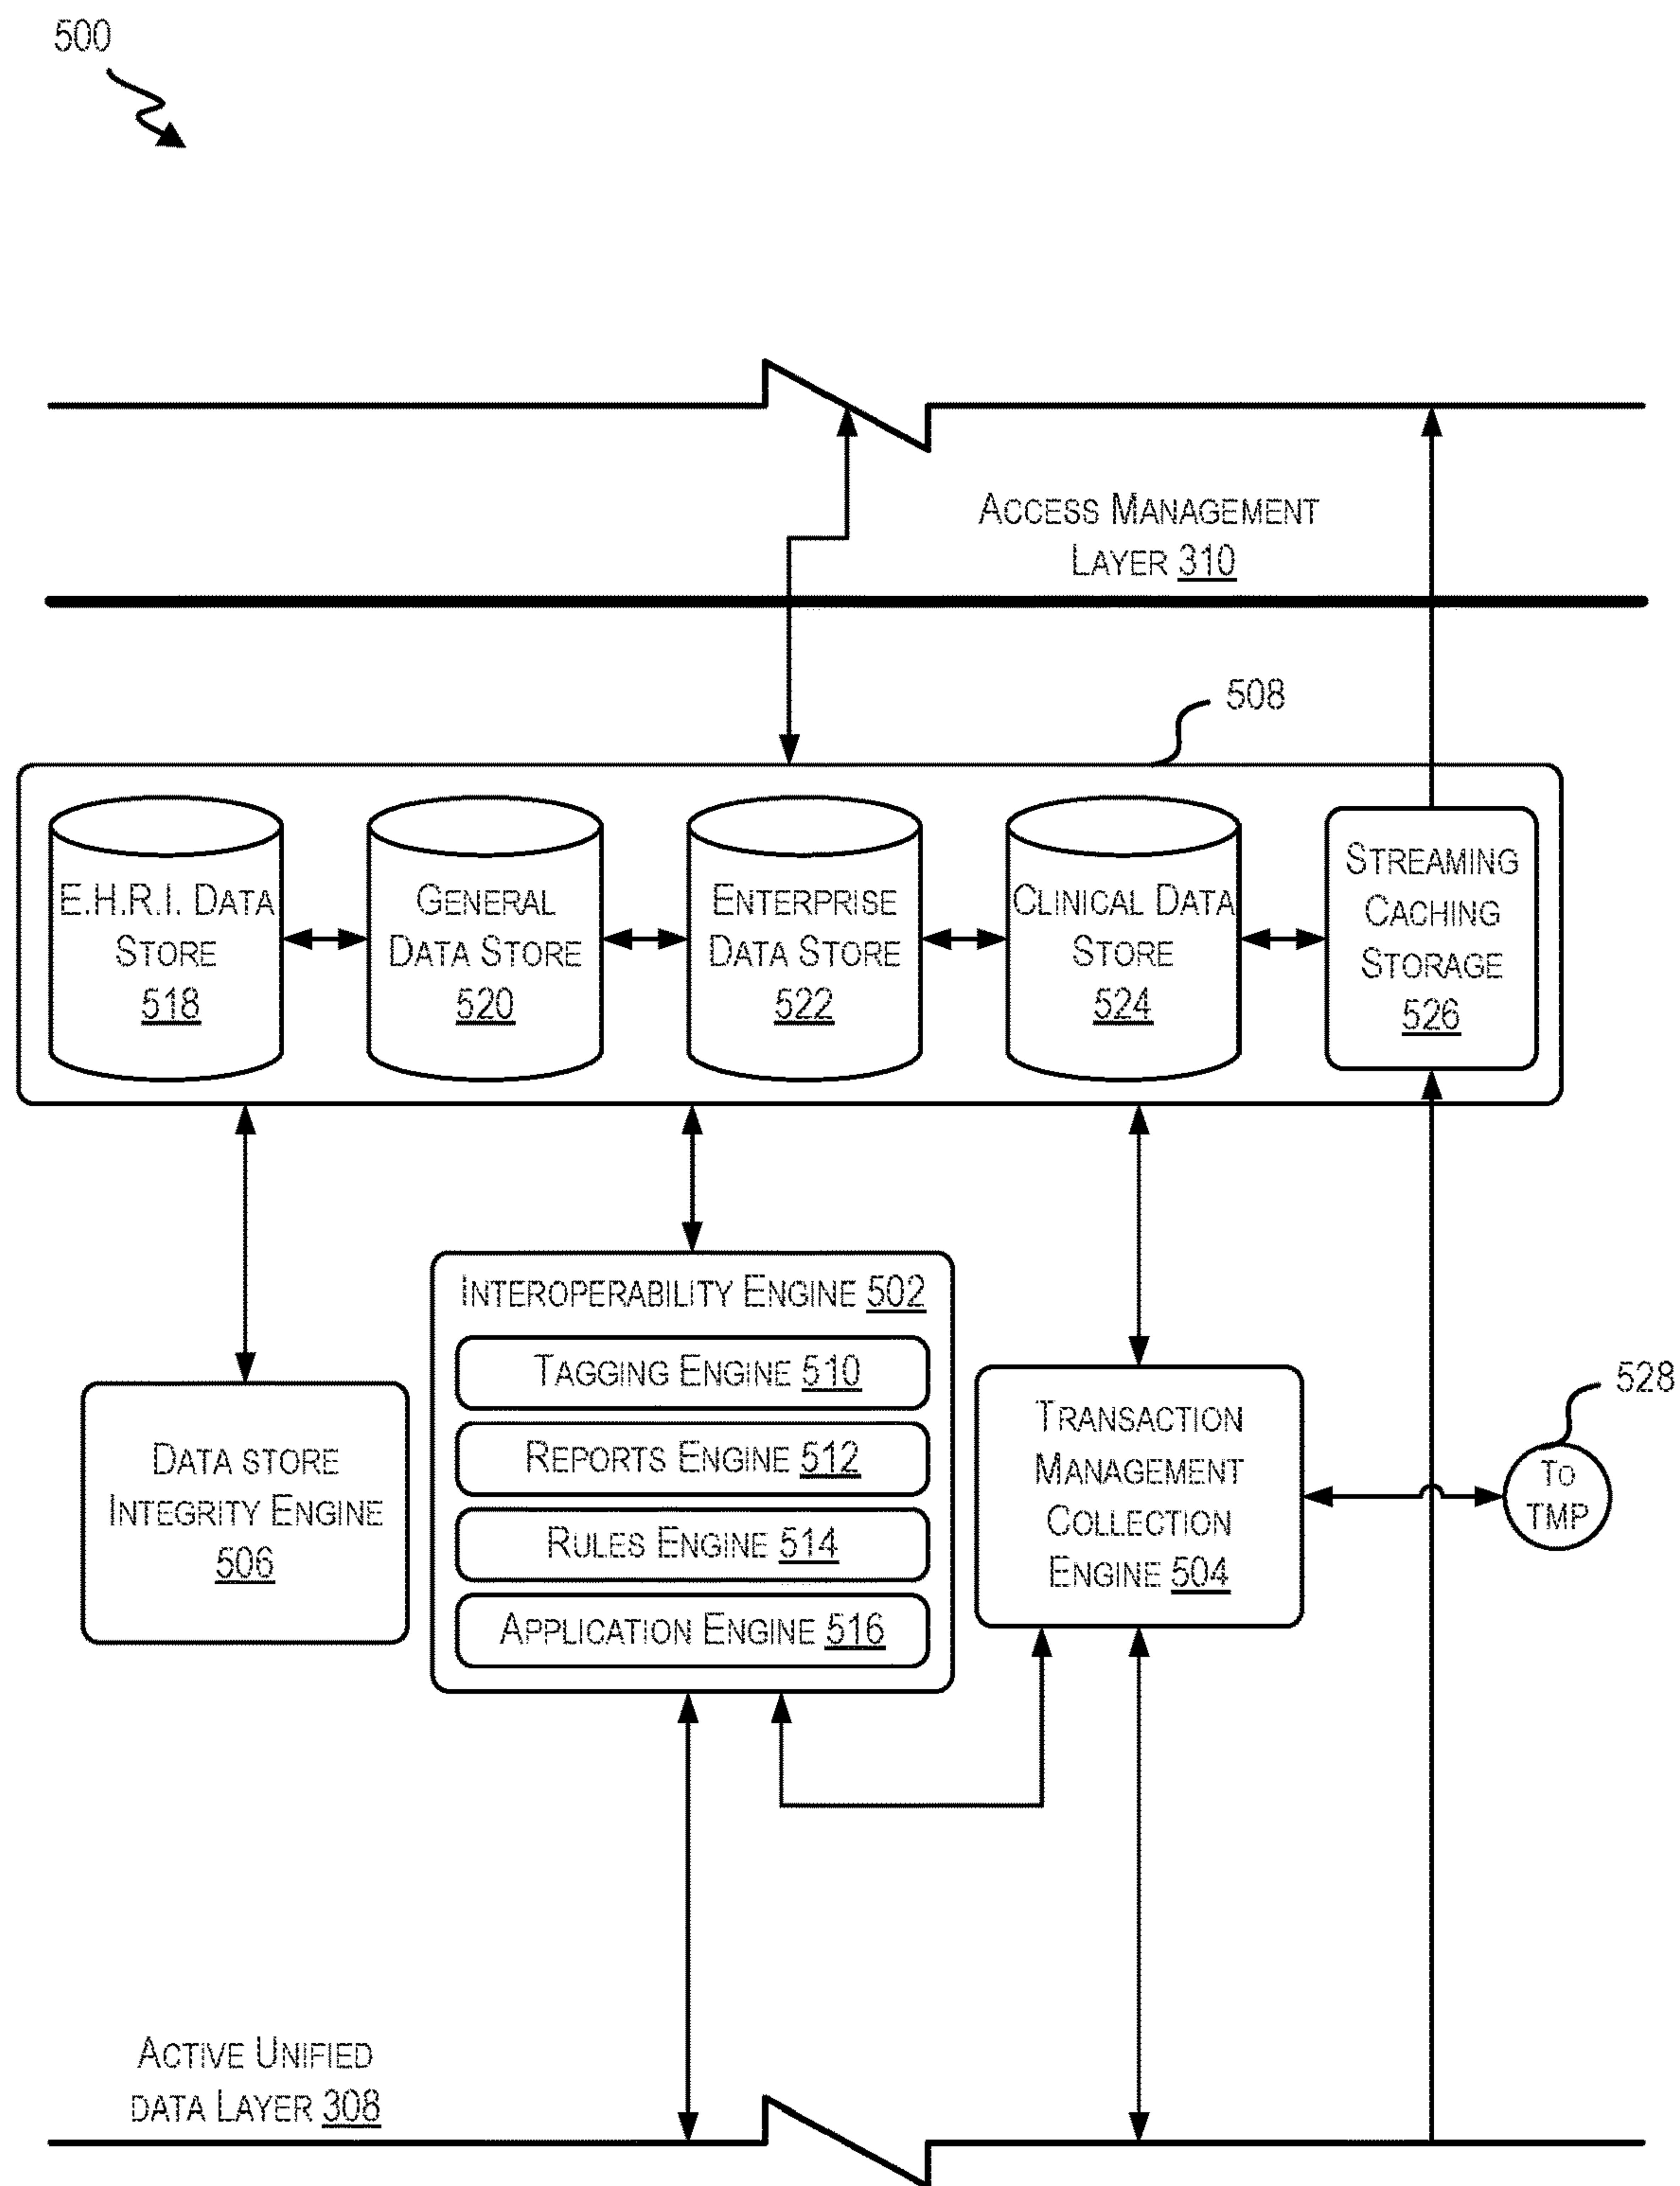 500
ACCESS MANAGEMENT
LAYER 310
508
E.H.R.I. DATA
STORE
518
GENERAL
DATA STORE
520
ENTERPRISE
DATA STORE
522
CLINICAL DATA
STORE
524
STREAMING
CACHING
STORAGE
526
INTEROPERABILITY ENGINE 502
TAGGING ENGINE 510
REPORTS ENGINE 512
RULES ENGINE 514
APPLICATION ENGINE 516
DATA STORE
INTEGRITY ENGINE
506
TRANSACTION
MANAGEMENT
COLLECTION
ENGINE 504
528
TO
TMP
ACTIVE UNIFIED
DATA LAYER 308